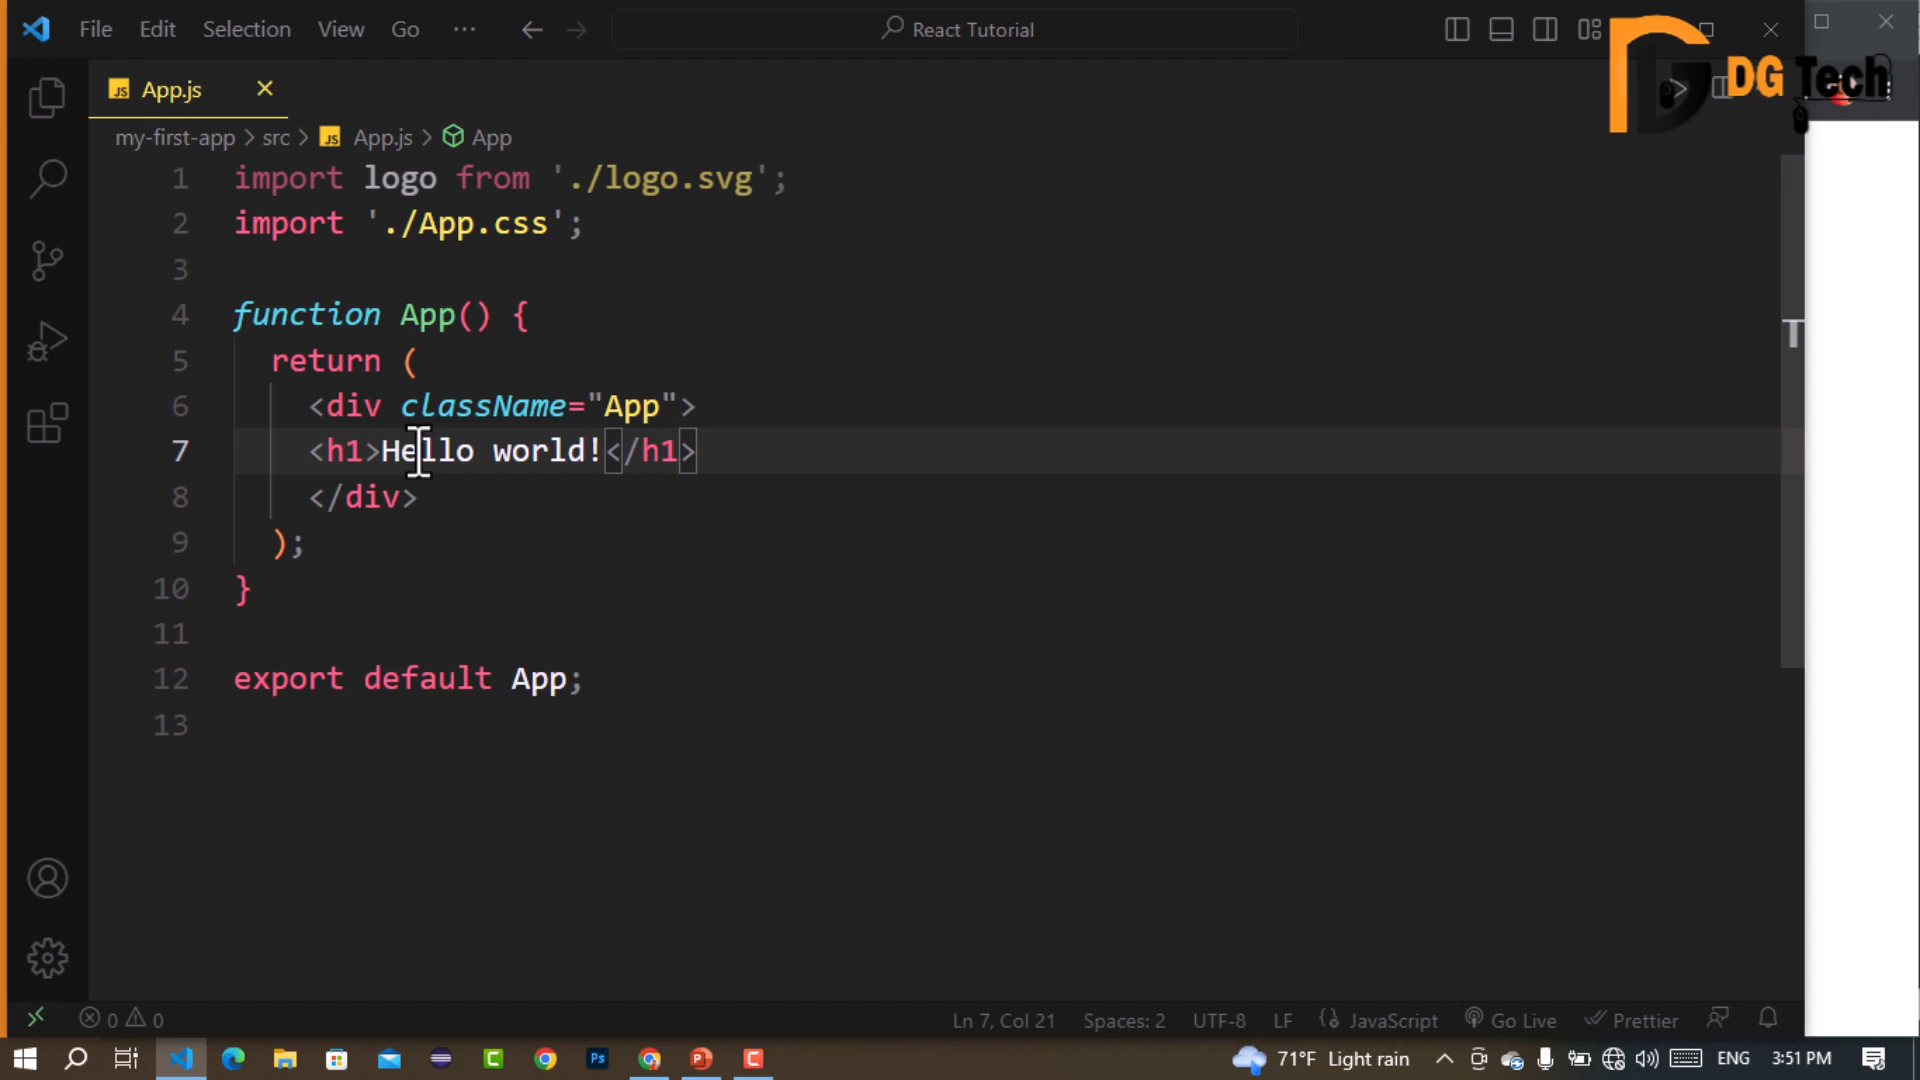 File Edit Selection View Go ··· React Tutorial
DG Tech
JS App.js
my-first-app > src > JS App.js > App
1 import logo from './logo.svg';
2 import './App.css';
3
4 function App() {
5 return (
6 <div className="App">
7 <h1>Hello world!</h1>
8 </div>
9 );
10 }
11
12 export default App;
13
T
0 0 Ln 7, Col 21 Spaces: 2 UTF-8 LF {} JavaScript Go Live Prettier
C Ps P C 71°F Light rain ENG 3:51 PM